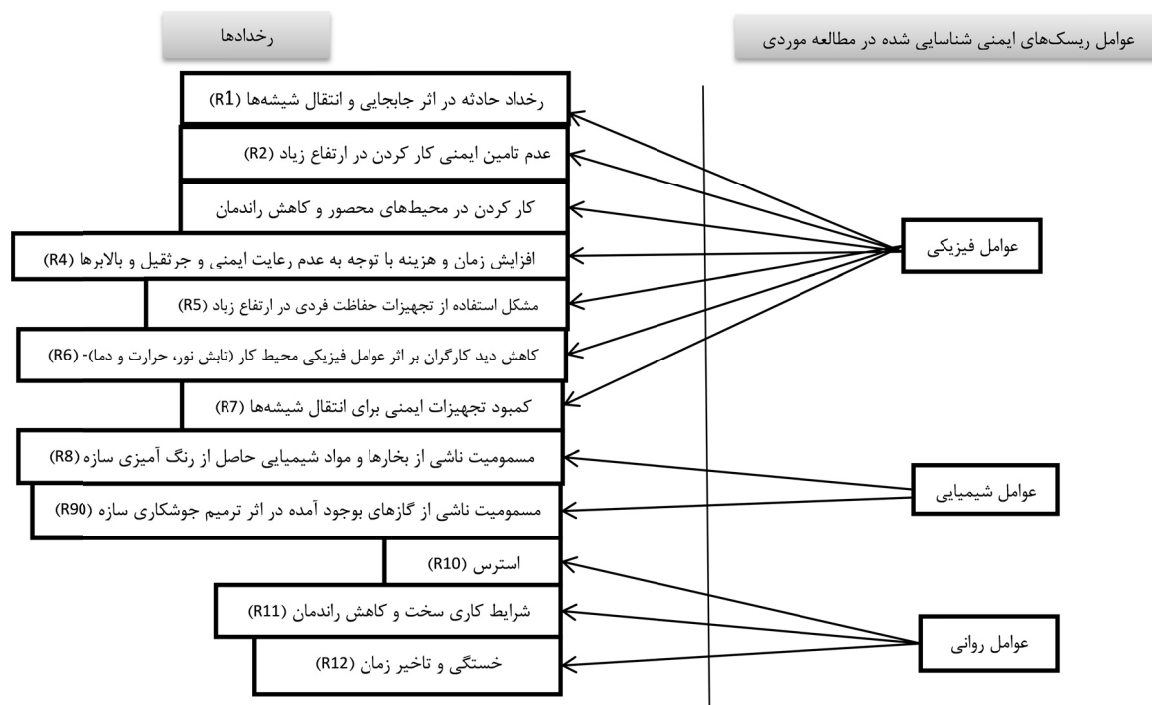 عوامل ریسک‌های ایمنی شناسایی شده در مطالعه موردی
رخدادها
رخداد حادثه در اثر جابجایی و انتقال شیشه‌ها (R1)
عدم تامین ایمنی کار کردن در ارتفاع زیاد (R2)
کار کردن در محیط‌های محصور و کاهش راندمان
افزایش زمان و هزینه با توجه به عدم رعایت ایمنی و جرثقیل و بالابرها (R4)
مشکل استفاده از تجهیزات حفاظت فردی در ارتفاع زیاد (R5)
کاهش دید کارگران بر اثر عوامل فیزیکی محیط کار (تابش نور، حرارت و دما)- (R6)
کمبود تجهیزات ایمنی برای انتقال شیشه‌ها (R7)
عوامل فیزیکی
مسمومیت ناشی از بخارها و مواد شیمیایی حاصل از رنگ آمیزی سازه (R8)
مسمومیت ناشی از گازهای بوجود آمده در اثر ترمیم جوشکاری سازه (R90)
عوامل شیمیایی
استرس (R10)
شرایط کاری سخت و کاهش راندمان (R11)
خستگی و تاخیر زمان (R12)
عوامل روانی